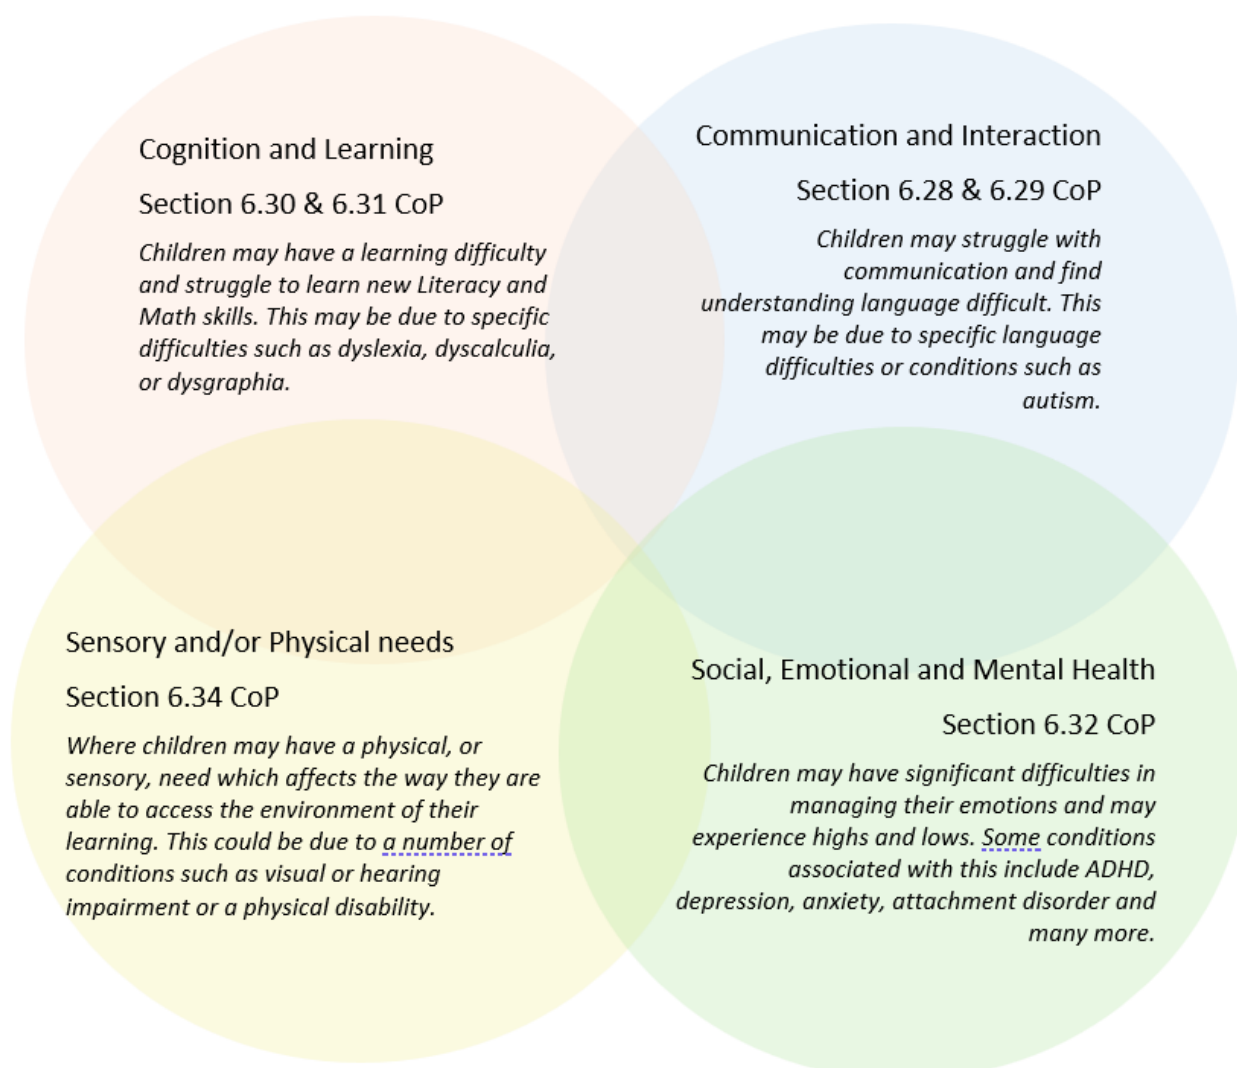 Cognition and Learning
Section 6.30 & 6.31 CoP
Children may have a learning difficulty
and struggle to learn new Literacy and
Math skills. This may be due to specific
difficulties such as dyslexia, dyscalculia,
or dysgraphia.
Communication and Interaction
Section 6.28 & 6.29 CoP
Children may struggle with
communication and find
understanding language difficult. This
may be due to specific language
difficulties or conditions such as
autism.
Sensory and/or Physical needs
Section 6.34 CoP
Where children may have a physical, or
sensory, need which affects the way they are
able to access the environment of their
learning. This could be due to a number of
conditions such as visual or hearing
impairment or a physical disability.
Social, Emotional and Mental Health
Section 6.32 CoP
Children may have significant difficulties in
managing their emotions and may
experience highs and lows. Some conditions
associated with this include ADHD,
depression, anxiety, attachment disorder and
many more.